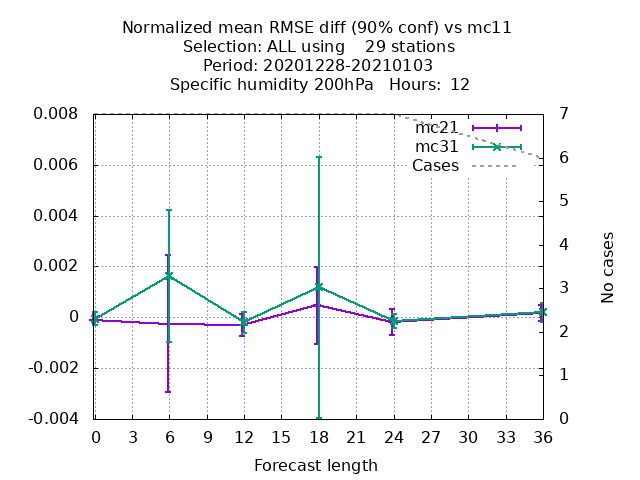 Normalized mean RMSE diff (90% conf) vs mc11
Selection: ALL using    29 stations
Period: 20201228-20210103
Specific humidity 200hPa   Hours:  12
0.008
0.006
0.004
0.002
0
-0.002
-0.004
mc21
mc31
Cases
7
6
5
4
3
2
1
0
No cases
0 3 6 9 12 15 18 21 24 27 30 33 36
Forecast length